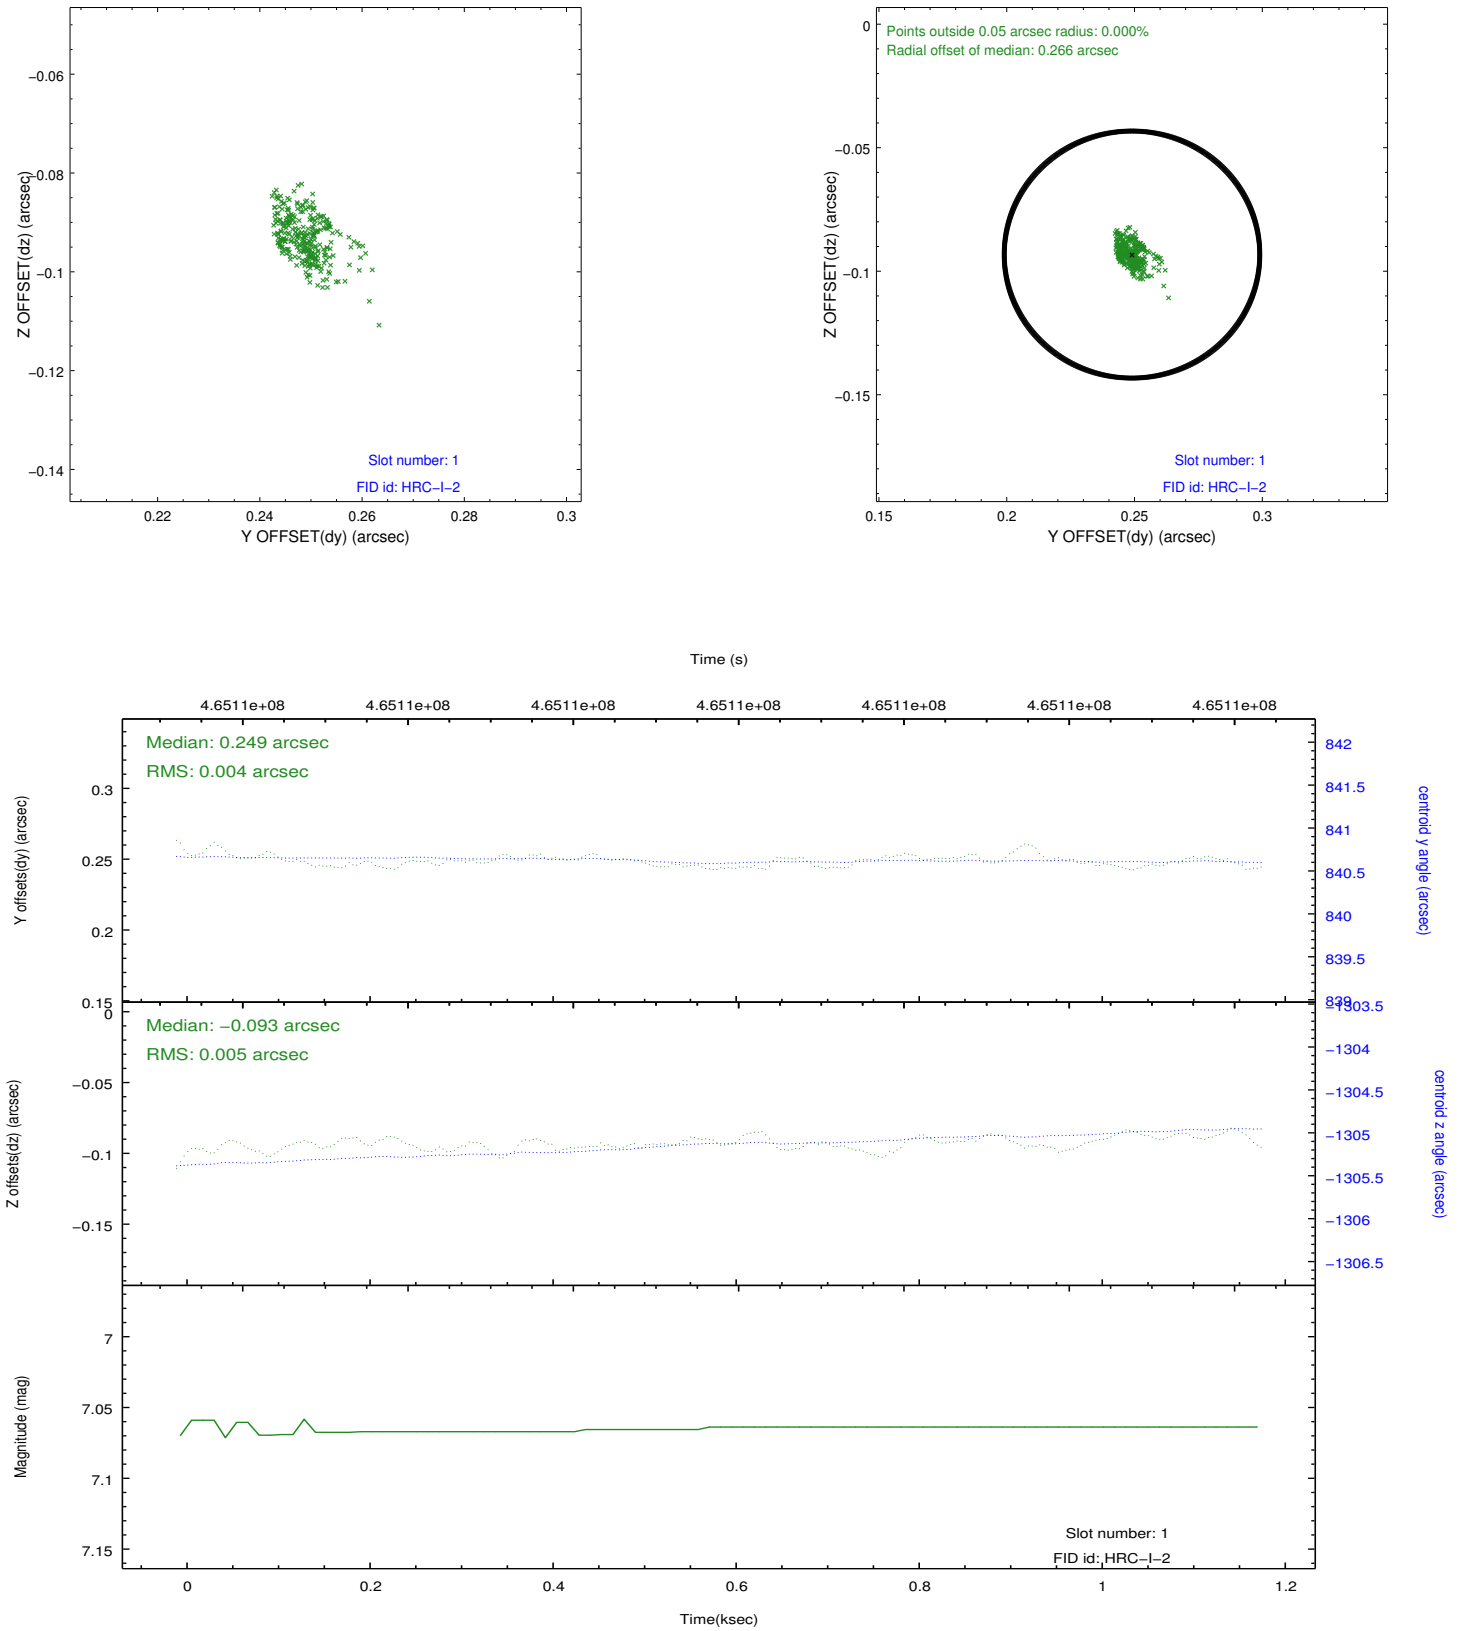 −0.06
−0.08
−0.1
−0.12
−0.14
Z OFFSET(dz) (arcsec)
Slot number: 1
FID id: HRC−I−2
0.22 0.24 0.26 0.28 0.3
Y OFFSET(dy) (arcsec)
Points outside 0.05 arcsec radius: 0.000%
Radial offset of median: 0.266 arcsec
0
−0.05
−0.1
−0.15
Z OFFSET(dz) (arcsec)
Slot number: 1
FID id: HRC−I−2
0.15 0.2 0.25 0.3
Y OFFSET(dy) (arcsec)
Time (s)
4.6511e+08 4.6511e+08 4.6511e+08 4.6511e+08 4.6511e+08 4.6511e+08 4.6511e+08
Median: 0.249 arcsec
RMS: 0.004 arcsec
0.3
0.25
0.2
0.15
Y offsets(dy) (arcsec)
842
841.5
841
840.5
840
839.5
839
centroid y angle (arcsec)
Median: −0.093 arcsec
RMS: 0.005 arcsec
0
−0.05
−0.1
−0.15
Z offsets(dz) (arcsec)
−1303.5
−1304
−1304.5
−1305
−1305.5
−1306
−1306.5
centroid z angle (arcsec)
7
7.05
7.1
7.15
Magnitude (mag)
Slot number: 1
FID id: HRC−I−2
0 0.2 0.4 0.6 0.8 1 1.2
Time(ksec)